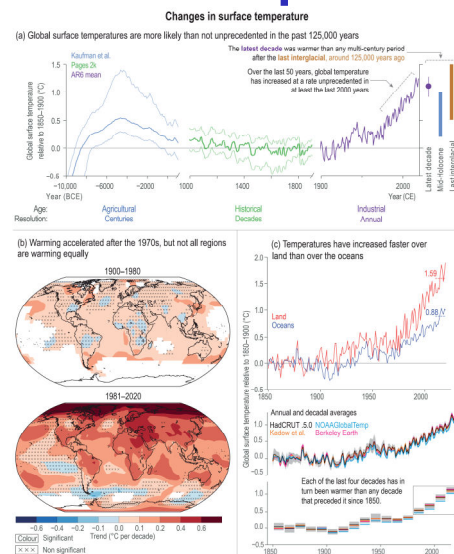 Changes in surface temperature
(a) Global surface temperatures are more likely than not unprecedented in the past 125,000 years
Kaufman et al.
Pages 2k
AR6 mean
The latest decade was warmer than any multi-century period
after the last interglacial, around 125,000 years ago
Over the last 50 years, global temperature
has increased at a rate unprecedented in
at least the last 2000 years
Global surface temperature
relative to 1850–1900 (°C)
1.5
1.0
0.5
0.0
−0.5
−10,000 −6000 −2000 1000 1400 1800 1900 2000
Year (BCE) Year (CE)
Latest decade
Mid-Holocene
Last interglacial
Age: Agricultural Historical Industrial
Resolution: Centuries Decades Annual
(b) Warming accelerated after the 1970s, but not all regions
are warming equally
1900–1980
1981–2020
−0.6 −0.4 −0.2 −0.1 0.0 0.1 0.2 0.4 0.6
Trend (°C per decade)
Colour Significant
××× Non significant
(c) Temperatures have increased faster over
land than over the oceans
Global surface temperature relative to 1850–1900 (°C)
2.0
1.5
1.0
0.5
0.0
−0.5
1.59
0.88
Land
Oceans
1850 1900 1950 2000
Annual and decadal averages
HadCRUT .5.0 NOAAGlobalTemp
Kadow et al. Berkeley Earth
1.0
0.5
0.0
−0.5
Each of the last four decades has in
turn been warmer than any decade
that preceded it since 1850.
1.0
0.5
0.0
1850 1900 1950 2000